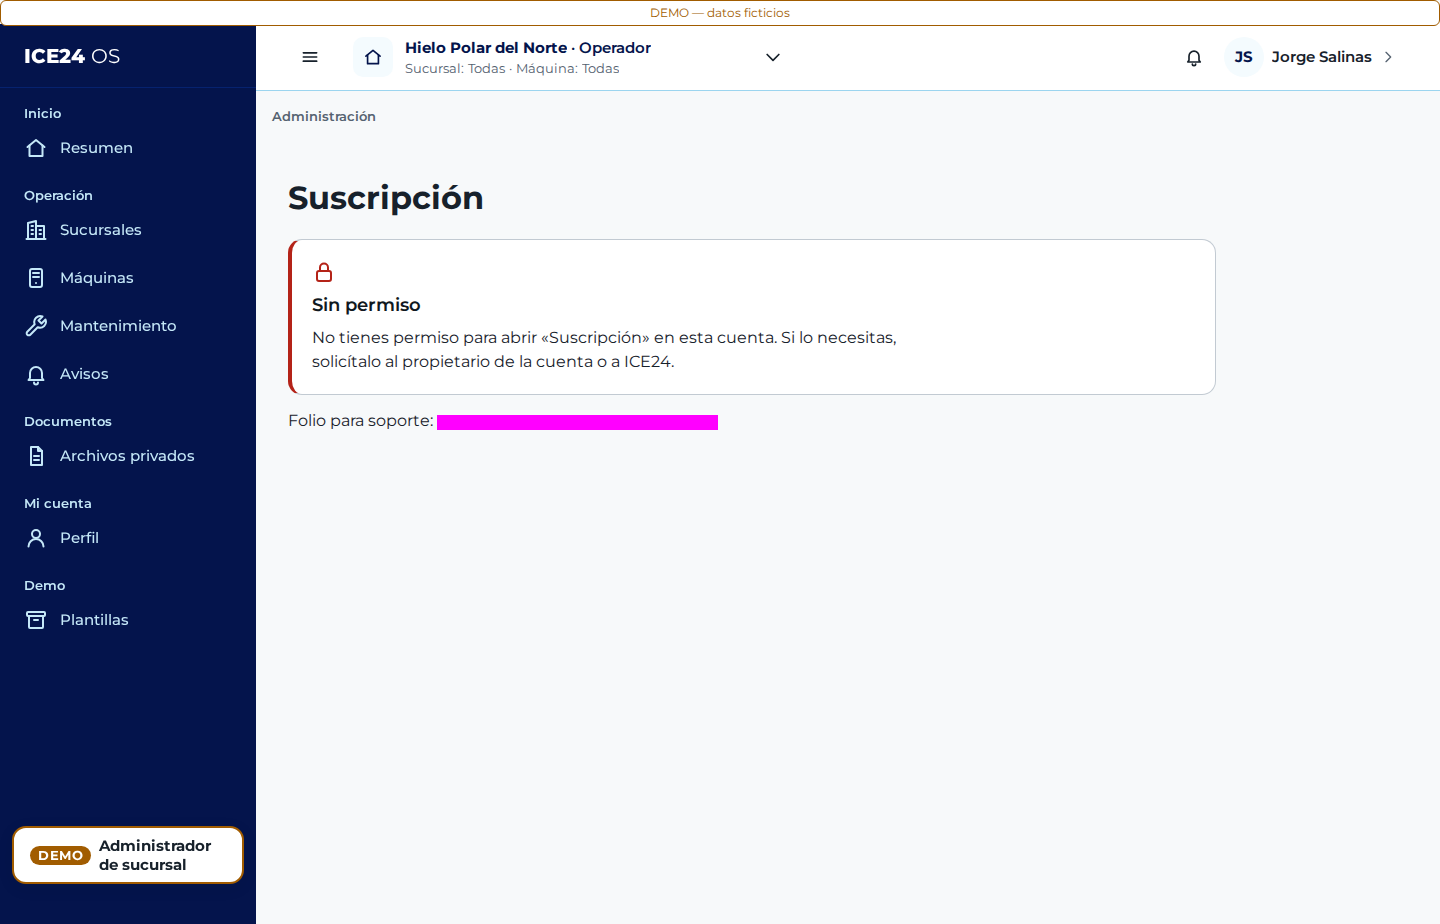 DEMO — datos ficticios
ICE24 OS
Inicio
Resumen
Operación
Sucursales
Máquinas
Mantenimiento
Avisos
Documentos
Archivos privados
Mi cuenta
Perfil
Demo
Plantillas
DEMO
Administrador
de sucursal
Hielo Polar del Norte · Operador
Sucursal: Todas · Máquina: Todas
JS
Jorge Salinas
Administración
Suscripción
Sin permiso
No tienes permiso para abrir «Suscripción» en esta cuenta. Si lo necesitas,
solicítalo al propietario de la cuenta o a ICE24.
Folio para soporte: